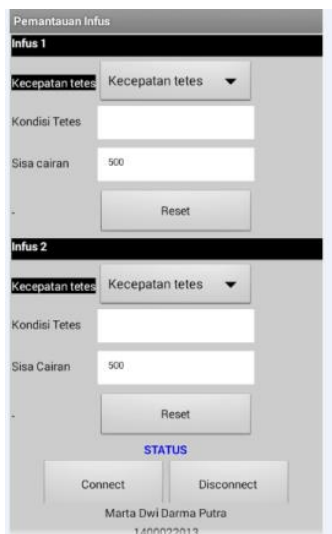 Pemantauan Infus
Infus 1
Kecepatan tetes Kecepatan tetes
Kondisi Tetes
Sisa cairan 500
- Reset
Infus 2
Kecepatan tetes Kecepatan tetes
Kondisi Tetes
Sisa Cairan 500
- Reset
STATUS
Connect Disconnect
Marta Dwi Darma Putra
1400022013